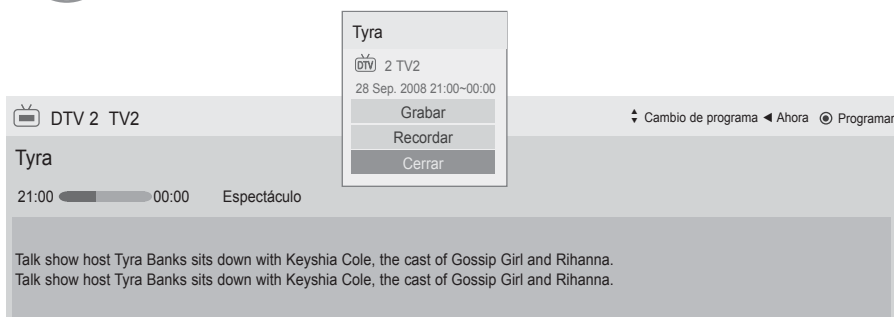 Tyra
DTV 2 TV2
28 Sep. 2008 21:00~00:00
Grabar
Recordar
Cerrar
DTV 2 TV2
Cambio de programa Ahora Programar
Tyra
21:00 00:00 Espectáculo
Talk show host Tyra Banks sits down with Keyshia Cole, the cast of Gossip Girl and Rihanna.
Talk show host Tyra Banks sits down with Keyshia Cole, the cast of Gossip Girl and Rihanna.